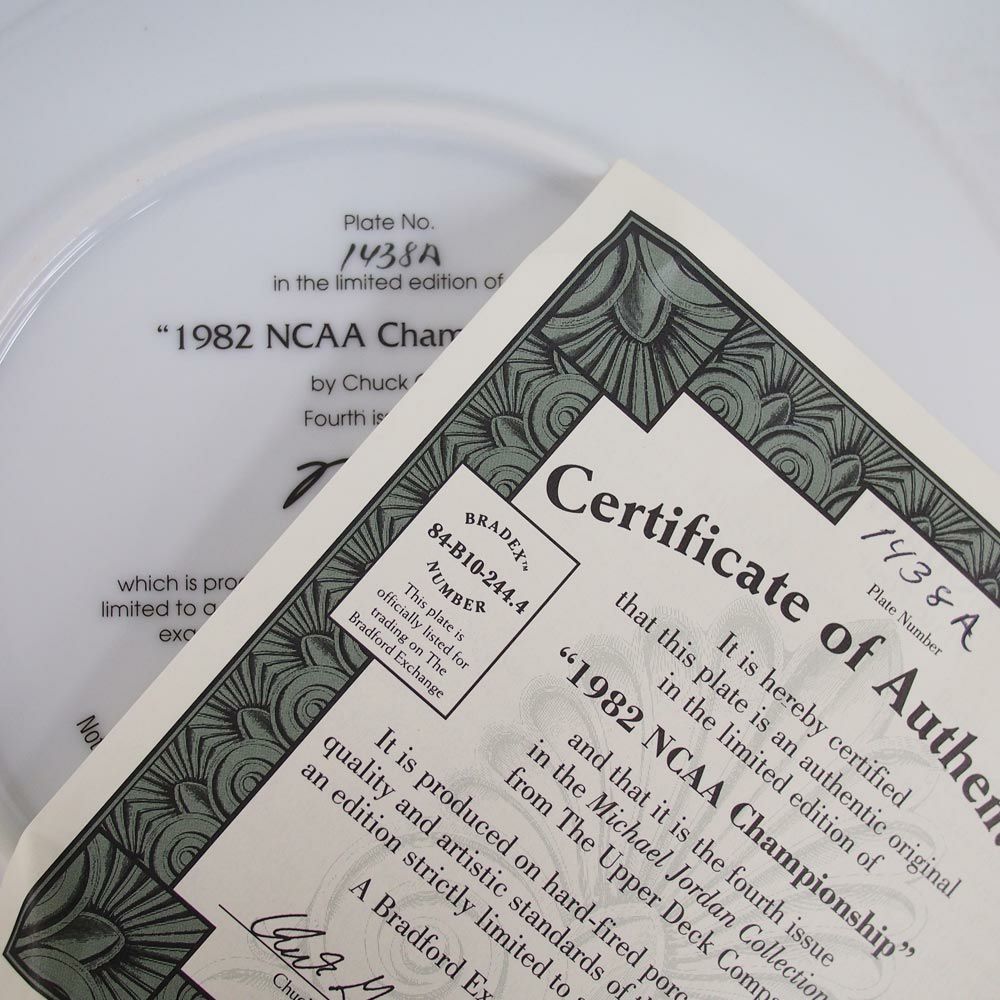 Plate No.
1438A
in the limited edition of
"1982 NCAA Cham
by Chuck
Fourth is
which is pro
limited to a
exa
No
Certificate of Authen
1438A
Plate Number
BRADEX™
84-B10-244.4
NUMBER
This plate is
officially listed for
trading on The
Bradford Exchange
It is hereby certified
that this plate is an authentic original
in the limited edition of
"1982 NCAA Championship"
and that it is the fourth issue
in the Michael Jordan Collection
from The Upper Deck Compa
It is produced on hard-fired porc
quality and artistic standards of
an edition strictly limited to
A Bradford Ex
Chuc